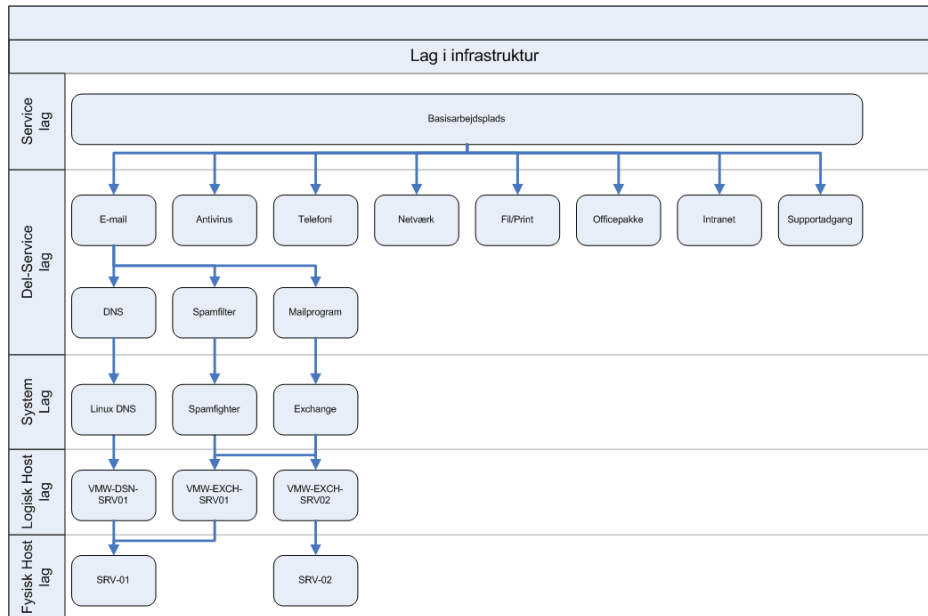 Lag i infrastruktur
Service
lag
Basisarbejdsplads
Del-Service
lag
E-mail
Antivirus
Telefoni
Netværk
Fil/Print
Officepakke
Intranet
Supportadgang
DNS
Spamfilter
Mailprogram
System
Lag
Linux DNS
Spamfighter
Exchange
Logisk Host
lag
VMW-DSN-
SRV01
VMW-EXCH-
SRV01
VMW-EXCH-
SRV02
Fysisk Host
lag
SRV-01
SRV-02